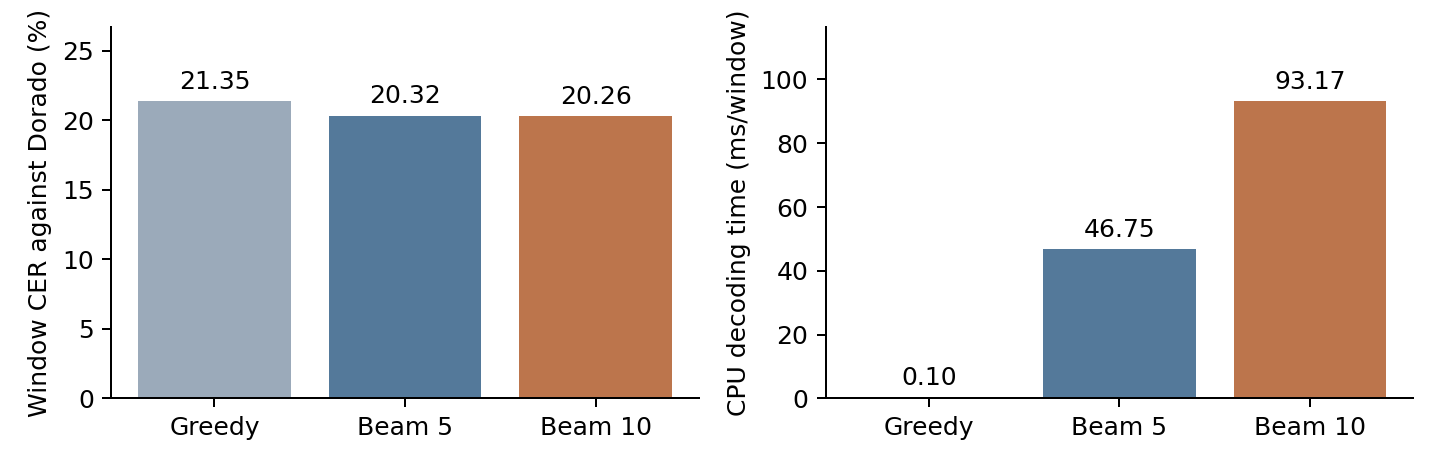 Window CER against Dorado (%)
25
20
15
10
5
0
21.35
20.32
20.26
Greedy
Beam 5
Beam 10
CPU decoding time (ms/window)
100
80
60
40
20
0
0.10
46.75
93.17
Greedy
Beam 5
Beam 10